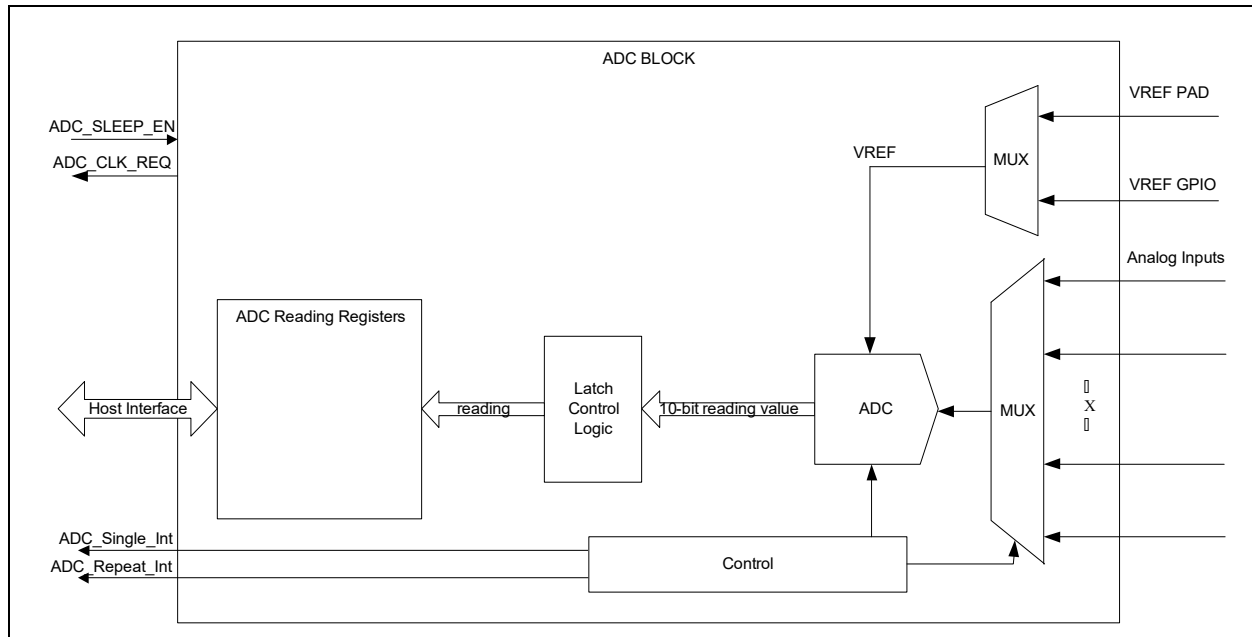 ADC BLOCK
VREF PAD
ADC_SLEEP_EN
ADC_CLK_REQ
VREF
MUX
VREF GPIO
Analog Inputs
ADC Reading Registers
Latch
Control
Logic
Host Interface
reading
10-bit reading value
ADC
MUX
X
ADC_Single_Int
ADC_Repeat_Int
Control